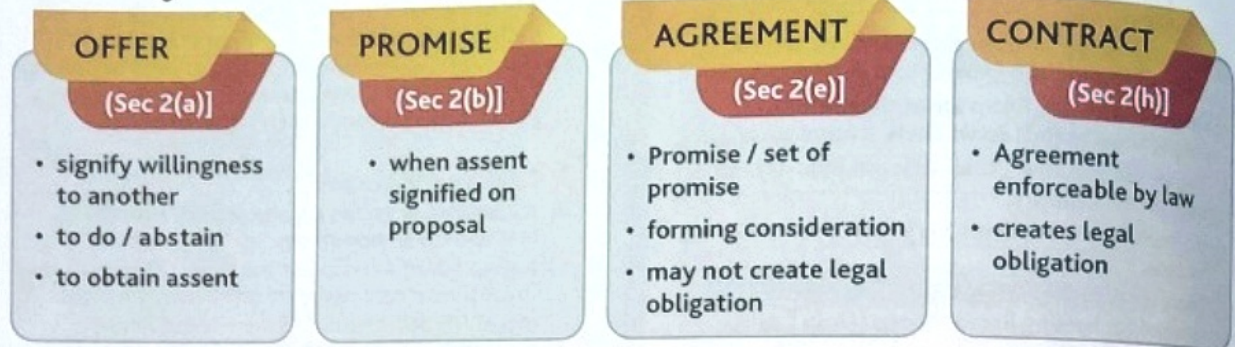 OFFER
(Sec 2(a)]
• signify willingness
to another
• to do / abstain
• to obtain assent
PROMISE
(Sec 2(b)]
• when assent
signified on
proposal
AGREEMENT
(Sec 2(e)]
• Promise / set of
promise
• forming consideration
• may not create legal
obligation
CONTRACT
(Sec 2(h)]
• Agreement
enforceable by law
• creates legal
obligation